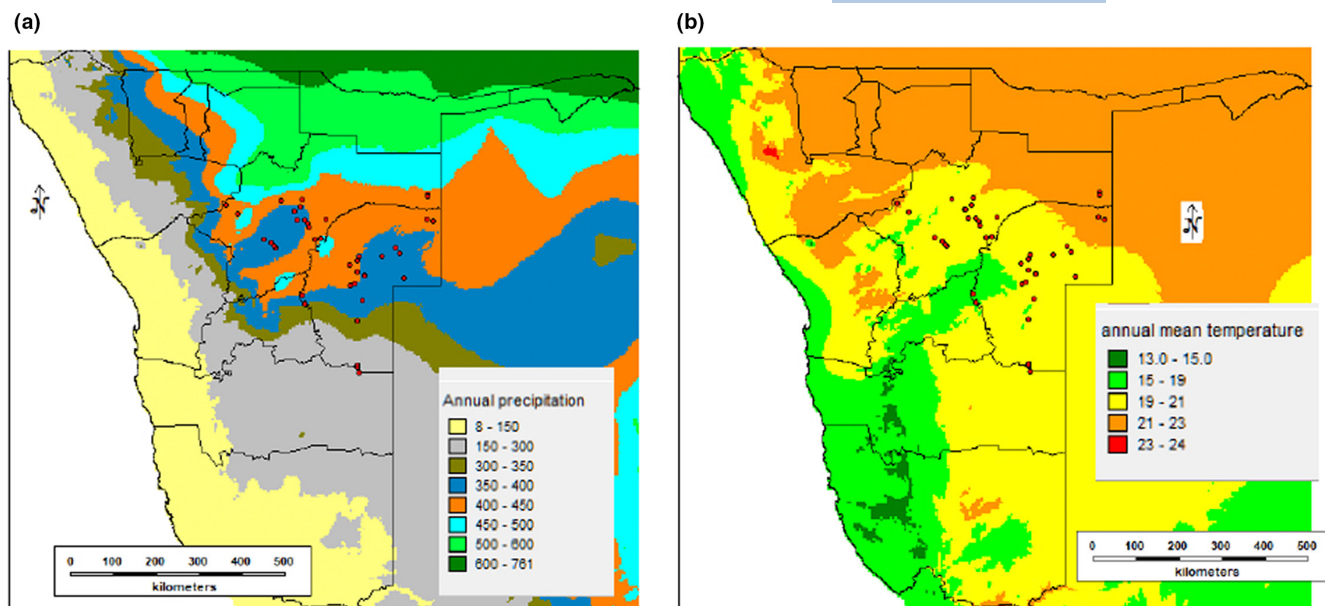 (a)
N
Annual precipitation
8 - 150
150 - 300
300 - 350
350 - 400
400 - 450
450 - 500
500 - 600
600 - 761
0 100 200 300 400 500
kilometers
(b)
N
annual mean temperature
13.0 - 15.0
15 - 19
19 - 21
21 - 23
23 - 24
0 100 200 300 400 500
kilometers